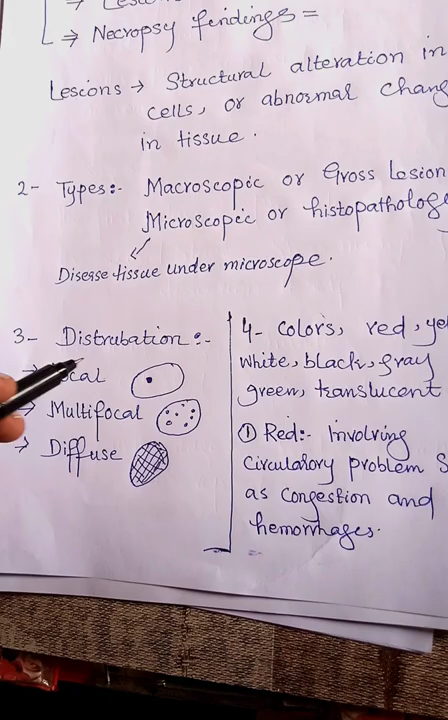 → Necropsy findings =
Lesions → Structural alteration in
cells, or abnormal chang
in tissue.
2- Types:- Macroscopic or Gross Lesion
Microscopic or histopatholog
Disease tissue under microscope.
3- Distrubation :-
→ Multifocal
→ Diffuse
4- Colors, red, ye
white, black, gray
green, translucent
① Red:- Involving
Circulatory problem S
as Congestion and
hemorrhages.